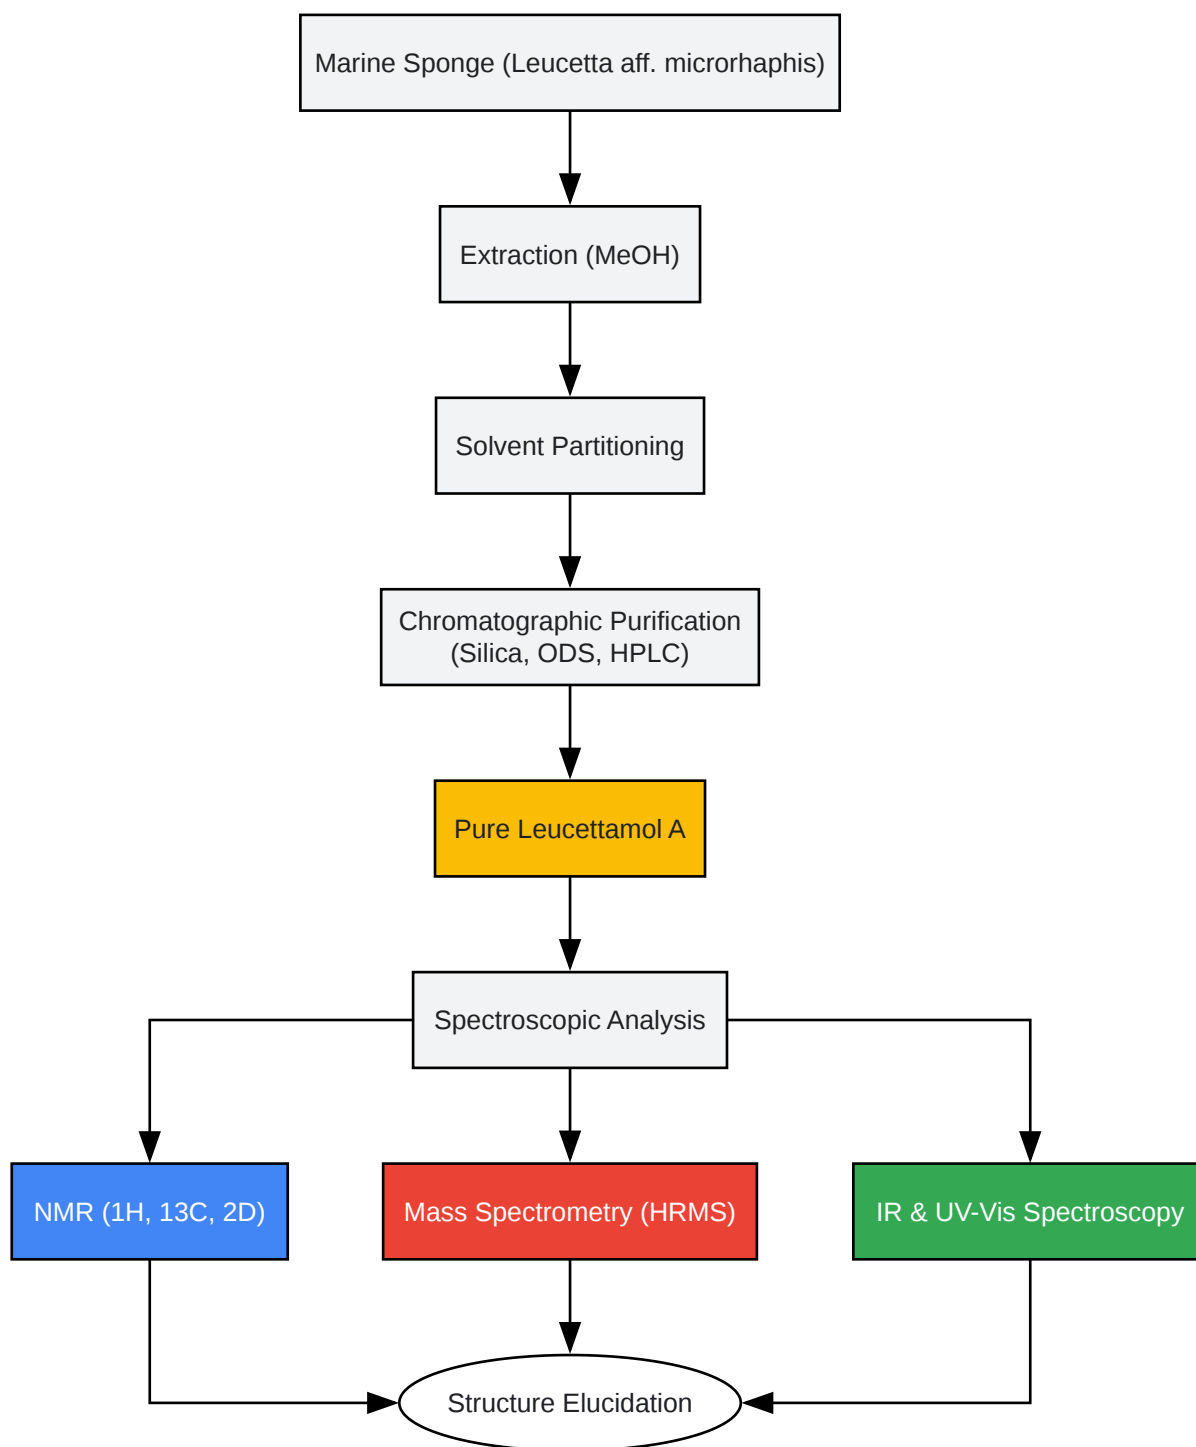 Marine Sponge (Leucetta aff. microrhaphis)
Extraction (MeOH)
Solvent Partitioning
Chromatographic Purification
(Silica, ODS, HPLC)
Pure Leucettamol A
Spectroscopic Analysis
NMR (1H, 13C, 2D)
Mass Spectrometry (HRMS)
IR & UV-Vis Spectroscopy
Structure Elucidation